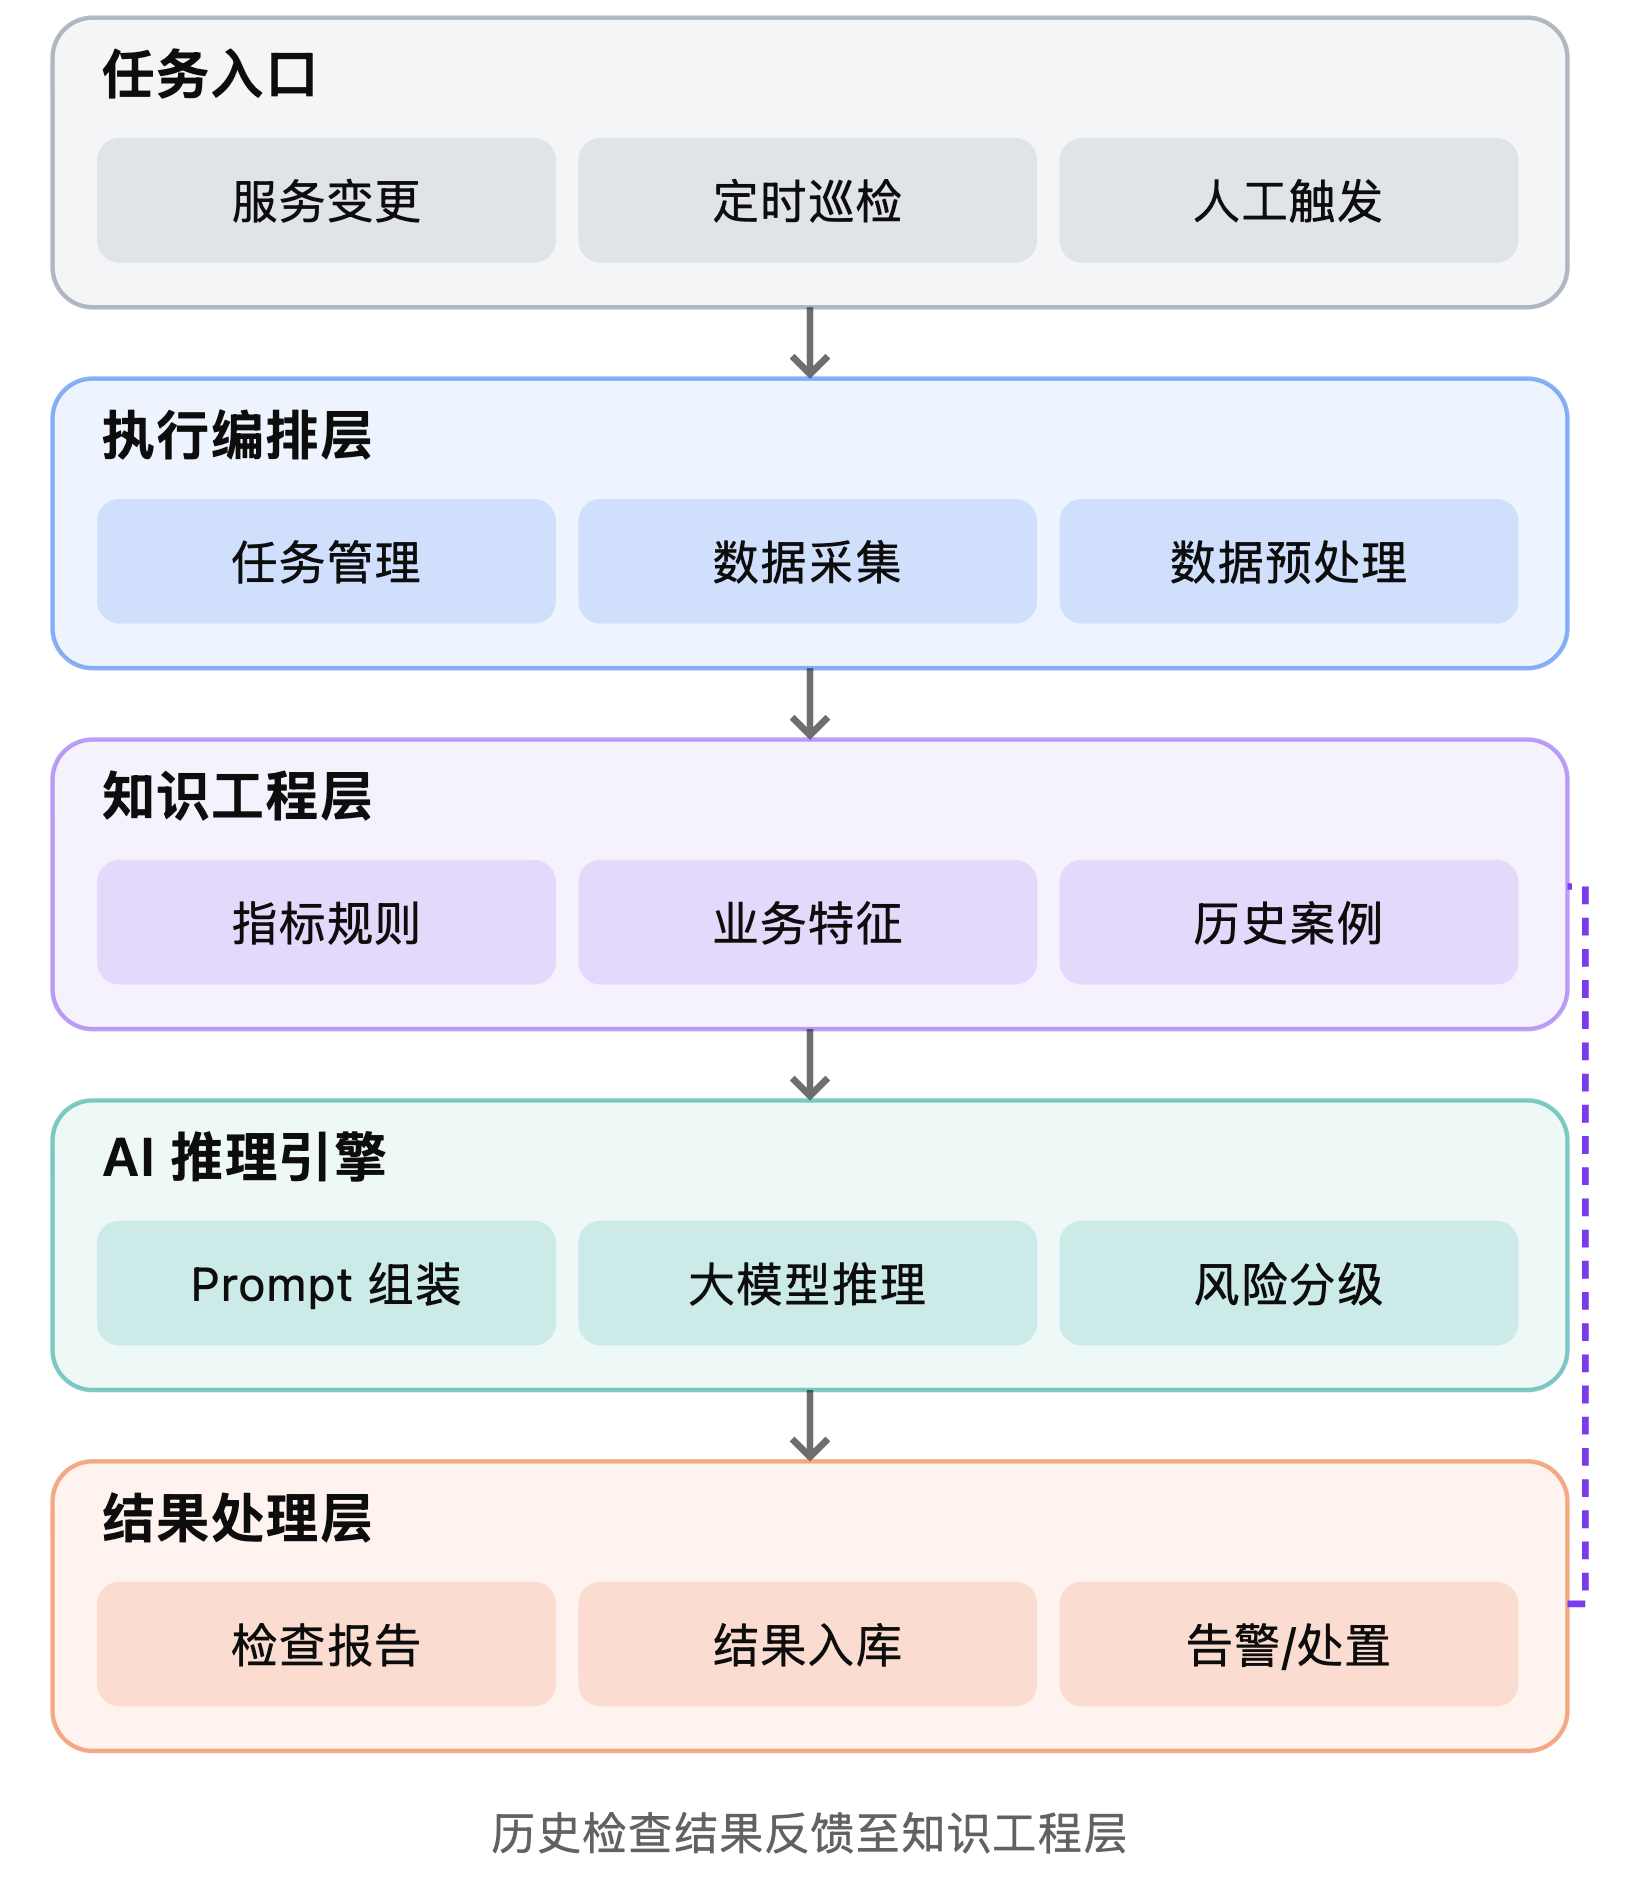 任务入口
服务变更 定时巡检 人工触发
执行编排层
任务管理 数据采集 数据预处理
知识工程层
指标规则 业务特征 历史案例
AI 推理引擎
Prompt 组装 大模型推理 风险分级
结果处理层
检查报告 结果入库 告警/处置
历史检查结果反馈至知识工程层